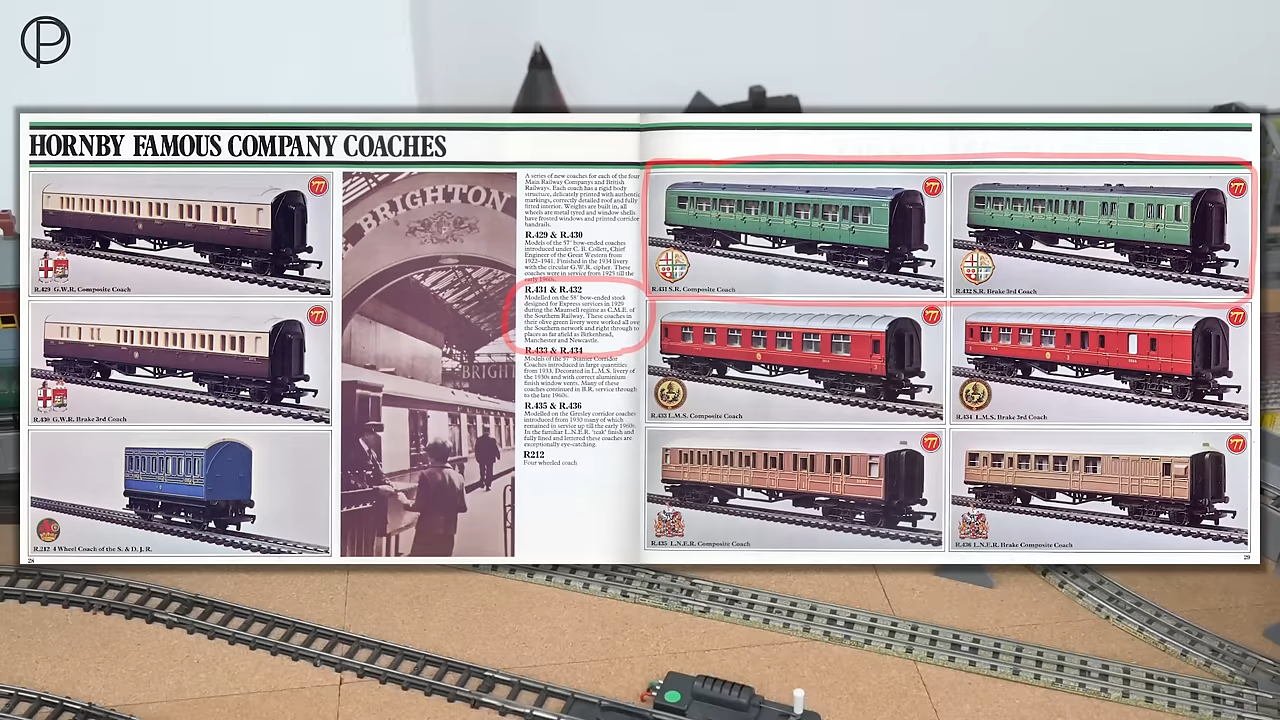 HORNBY FAMOUS COMPANY COACHES
'77
R.429 G.W.R. Composite Coach
'77
R.430 G.W.R. Brake 3rd Coach
R.212 4 Wheel Coach of the S. & D. J. R.
28
BRIGHTON
BRIGHT
A series of new coaches for each of the four
Main Railway Companys and British
Railways. Each coach has a rigid body
structure, delicately printed with authentic
markings, correctly detailed roof and fully
fitted interior. Weights are built in, all
wheels are metal tyred and window shells
have frosted windows and printed corridor
handrails.
R.429 & R.430
Models of the 57' bow-ended coaches
introduced under C. B. Collett, Chief
Engineer of the Great Western from
1922-1941. Finished in the 1934 livery
with the circular G.W.R. cipher. These
coaches were in service from 1925 till the
early 1960s.
R.431 & R.432
Modelled on the 58' bow-ended stock
designed for Express services in 1929
during the Maunsell regime as C.M.E. of
the Southern Railway. These coaches in
their olive green livery were worked all over
the Southern network and right through to
places as far afield as Birkenhead,
Manchester and Newcastle.
R.433 & R.434
Models of the 57' Stanier Corridor
Coaches introduced in large quantities
from 1933. Decorated in L.M.S. livery of
the 1930s and with correct aluminium
finish window vents. Many of these
coaches continued in B.R. service through
to the late 1960s.
R.435 & R.436
Modelled on the Gresley corridor coaches
introduced from 1930 many of which
remained in service up till the early 1960s.
In the familiar L.N.E.R. 'teak' finish and
fully lined and lettered these coaches are
exceptionally eye-catching.
R212
Four wheeled coach
'77
R.431 S.R. Composite Coach
'77
R.432 S.R. Brake 3rd Coach
'77
R.433 L.M.S. Composite Coach
'77
R.434 L.M.S. Brake 3rd Coach
'77
R.435 L.N.E.R. Composite Coach
'77
R.436 L.N.E.R. Brake Composite Coach
29